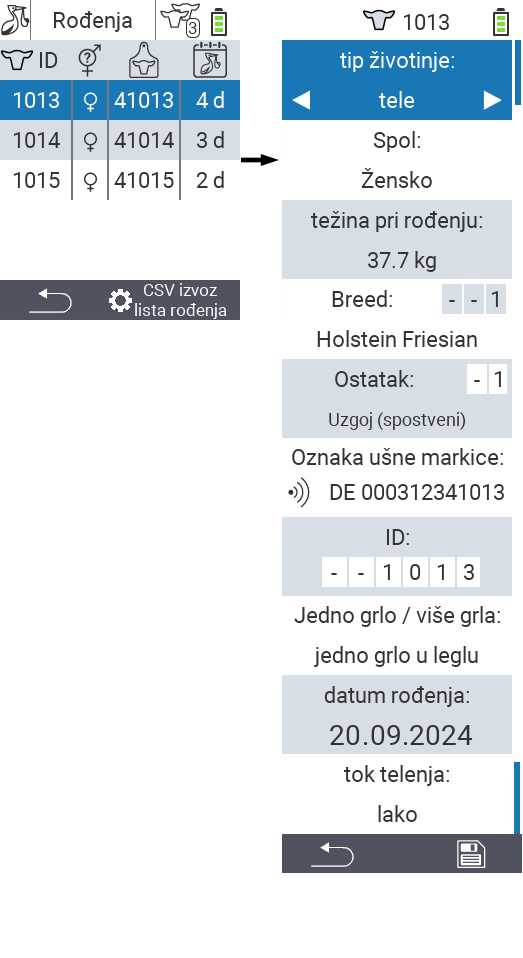 Rođenja
3
ID
1013 41013 4 d
1014 41014 3 d
1015 41015 2 d
CSV izvoz
lista rođenja
1013
tip životinje:
tele
Spol:
Žensko
težina pri rođenju:
37.7 kg
Breed: - - 1
Holstein Friesian
Ostatak: - 1
Uzgoj (spostveni)
Oznaka ušne markice:
DE 000312341013
ID:
- - 1 0 1 3
Jedno grlo / više grla:
jedno grlo u leglu
datum rođenja:
20.09.2024
tok telenja:
lako